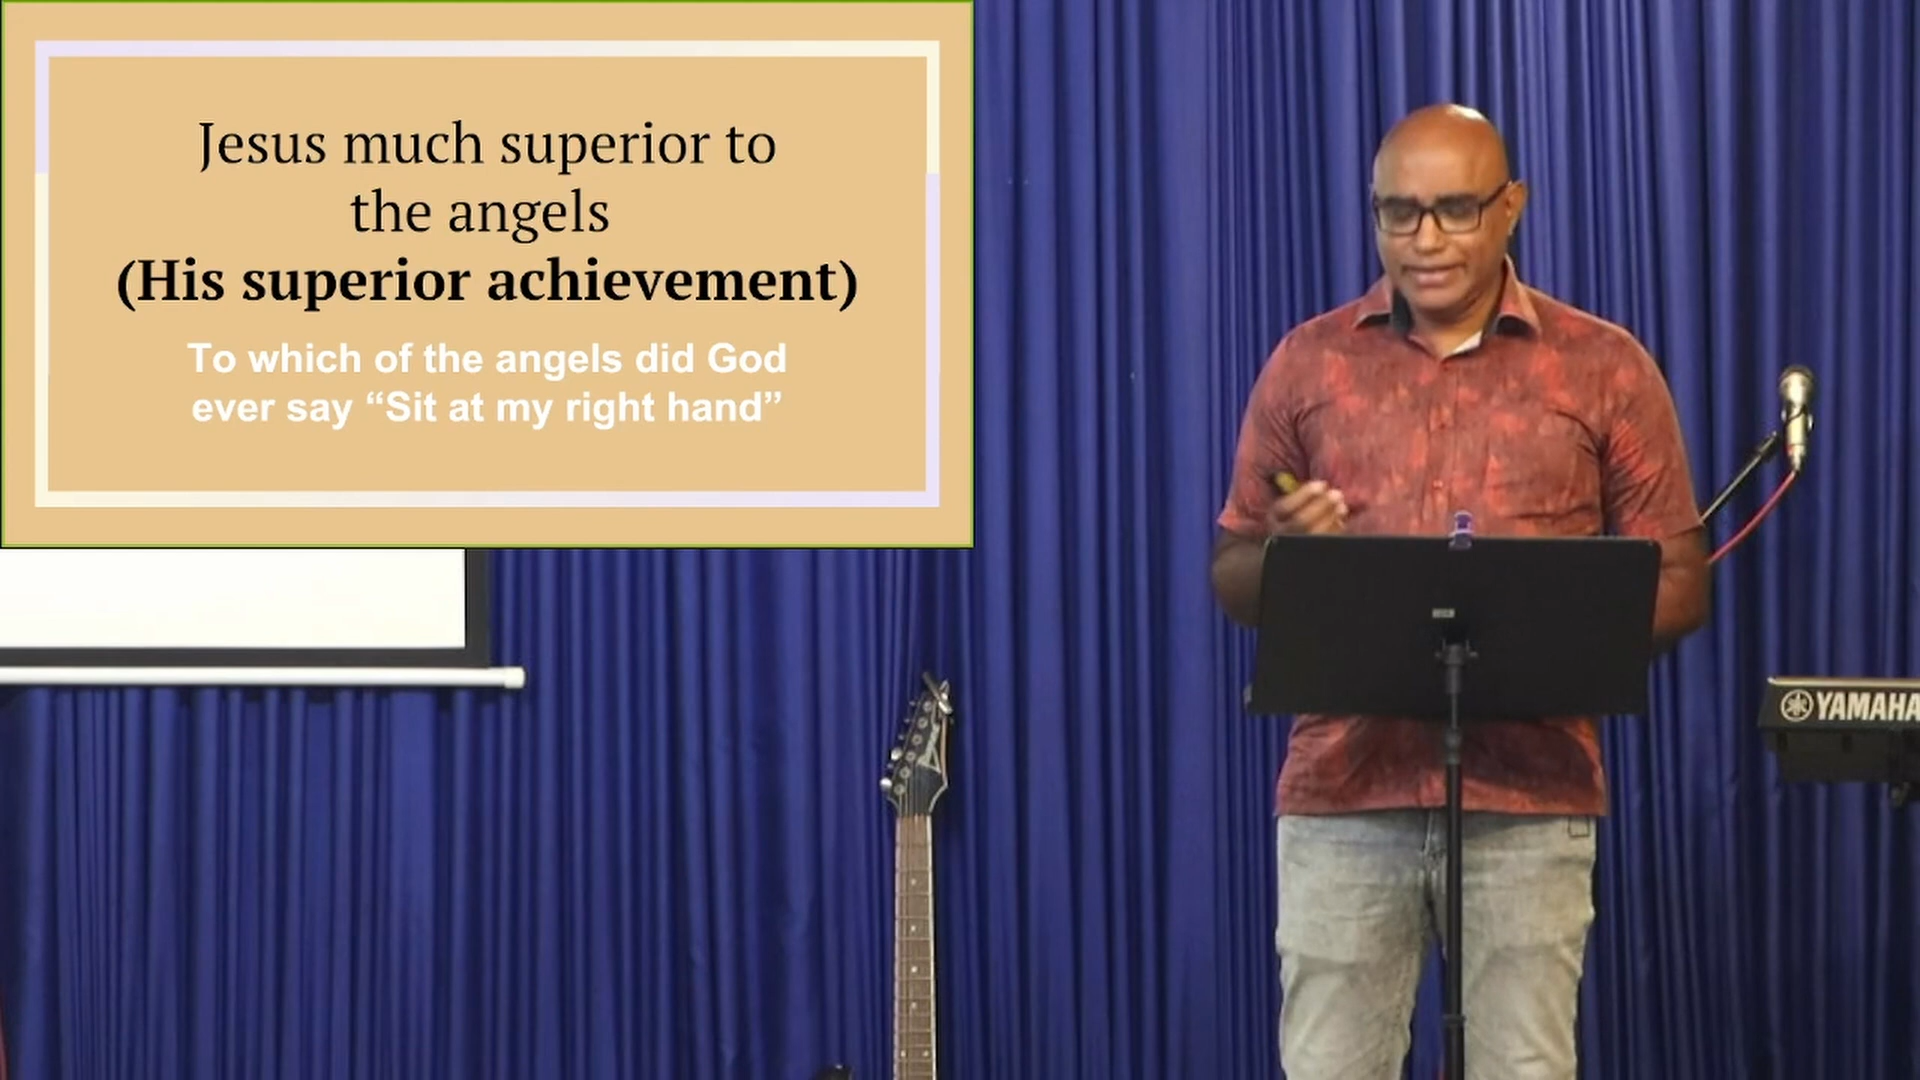 Jesus much superior to
the angels
(His superior achievement)
To which of the angels did God
ever say “Sit at my right hand”
Ibanez
YAMAHA